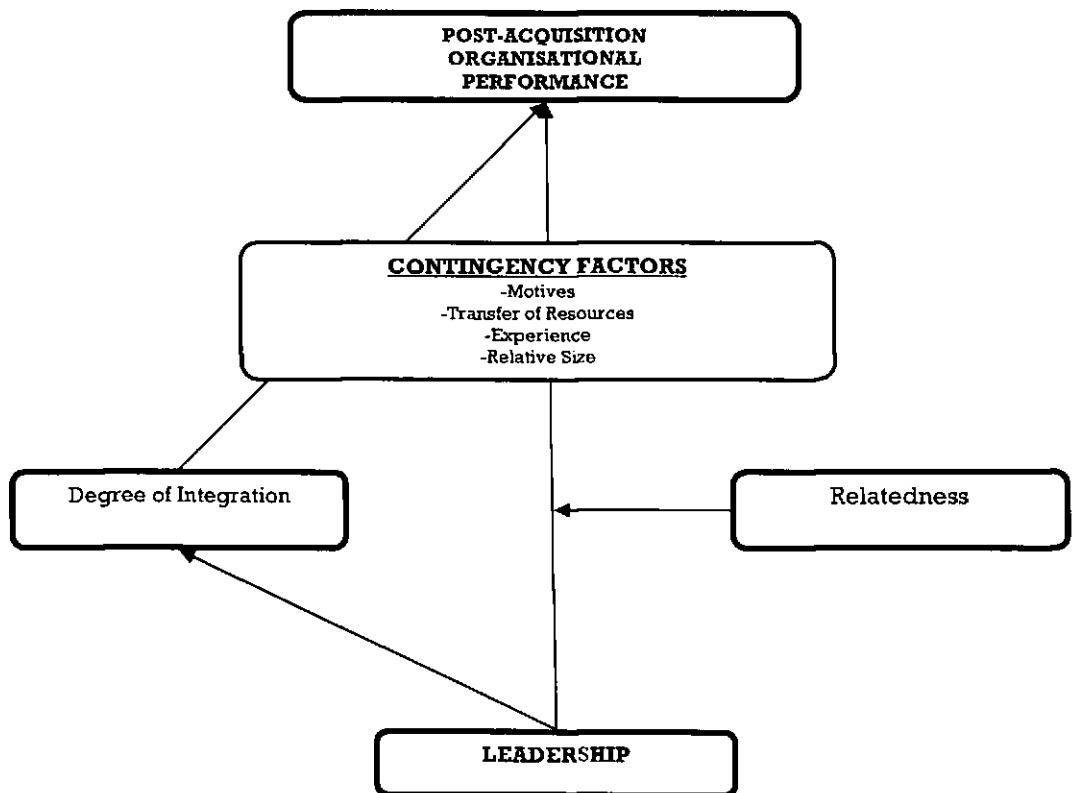 POST-ACQUISITION
ORGANISATIONAL
PERFORMANCE
CONTINGENCY FACTORS
-Motives
-Transfer of Resources
-Experience
-Relative Size
Degree of Integration
Relatedness
LEADERSHIP